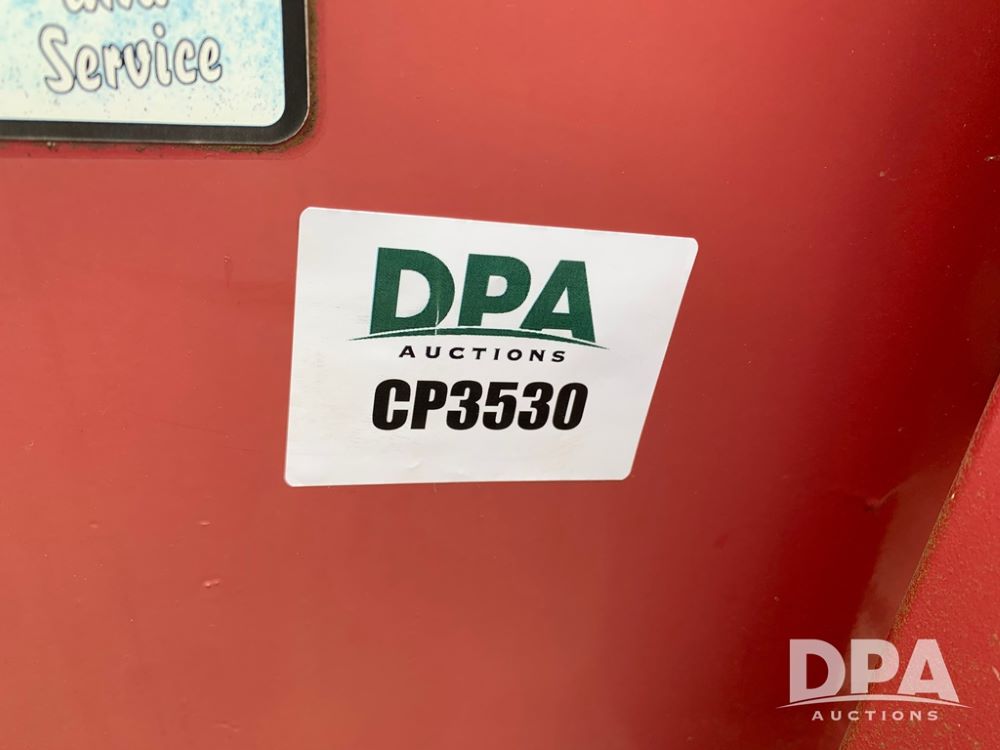 Service
DPA
AUCTIONS
CP3530
DPA
AUCTIONS